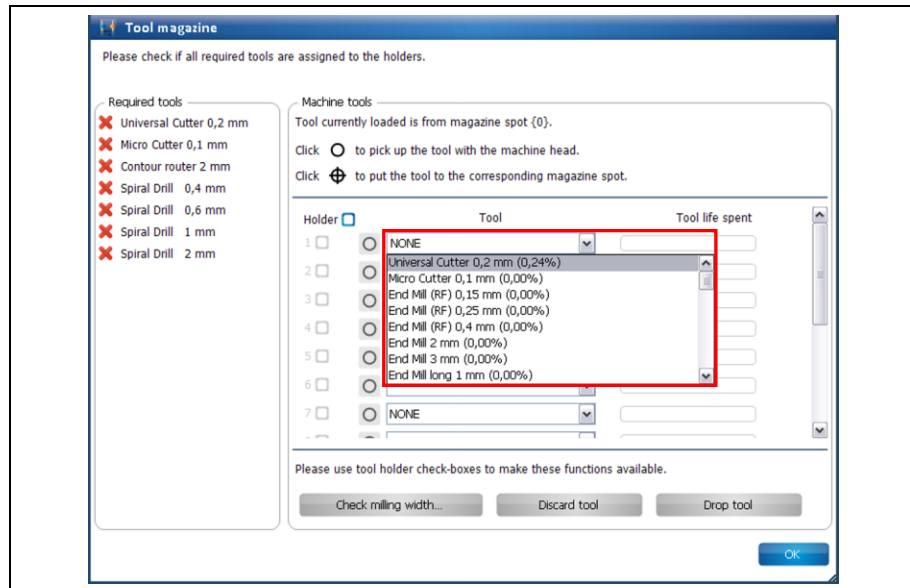 Tool magazine
Please check if all required tools are assigned to the holders.
Required tools
Universal Cutter 0,2 mm
Micro Cutter 0,1 mm
Contour router 2 mm
Spiral Drill 0,4 mm
Spiral Drill 0,6 mm
Spiral Drill 1 mm
Spiral Drill 2 mm
Machine tools
Tool currently loaded is from magazine spot {0}.
Click to pick up the tool with the machine head.
Click to put the tool to the corresponding magazine spot.
Holder Tool Tool life spent
1 NONE
Universal Cutter 0,2 mm (0,24%)
2
Micro Cutter 0,1 mm (0,00%)
3 End Mill (RF) 0,15 mm (0,00%)
End Mill (RF) 0,25 mm (0,00%)
4 End Mill (RF) 0,4 mm (0,00%)
End Mill 2 mm (0,00%)
5 End Mill 3 mm (0,00%)
End Mill long 1 mm (0,00%)
6
7 NONE
Please use tool holder check-boxes to make these functions available.
Check milling width... Discard tool Drop tool
OK